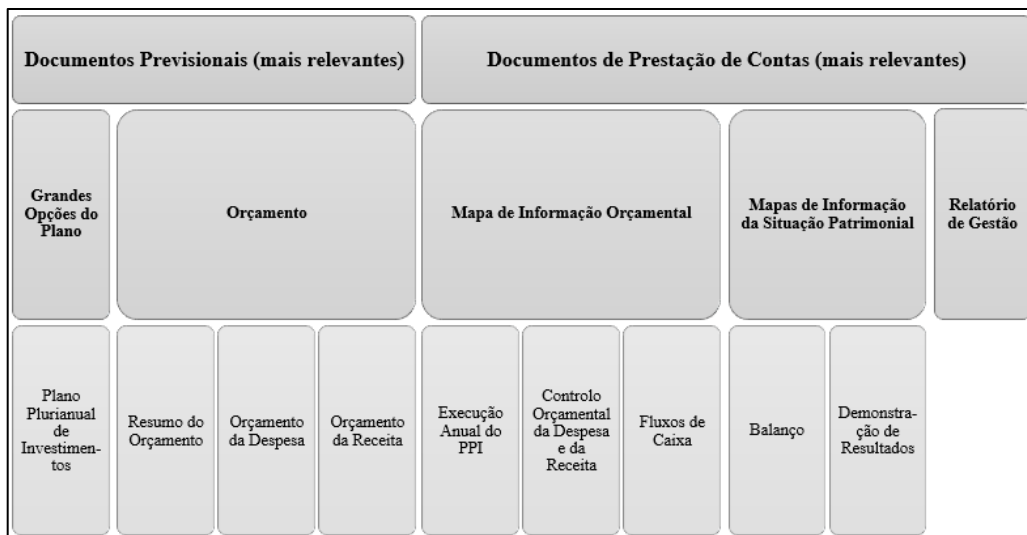 Documentos Previsionais (mais relevantes)
Documentos de Prestação de Contas (mais relevantes)
Grandes
Opções do
Plano
Orçamento
Mapa de Informação Orçamental
Mapas de Informação
da Situação Patrimonial
Relatório
de Gestão
Plano
Plurianual
de
Investimen-
tos
Resumo do
Orçamento
Orçamento
da Despesa
Orçamento
da Receita
Execução
Anual do
PPI
Controlo
Orçamental
da Despesa
e da
Receita
Fluxos de
Caixa
Balanço
Demonstra-
ção de
Resultados